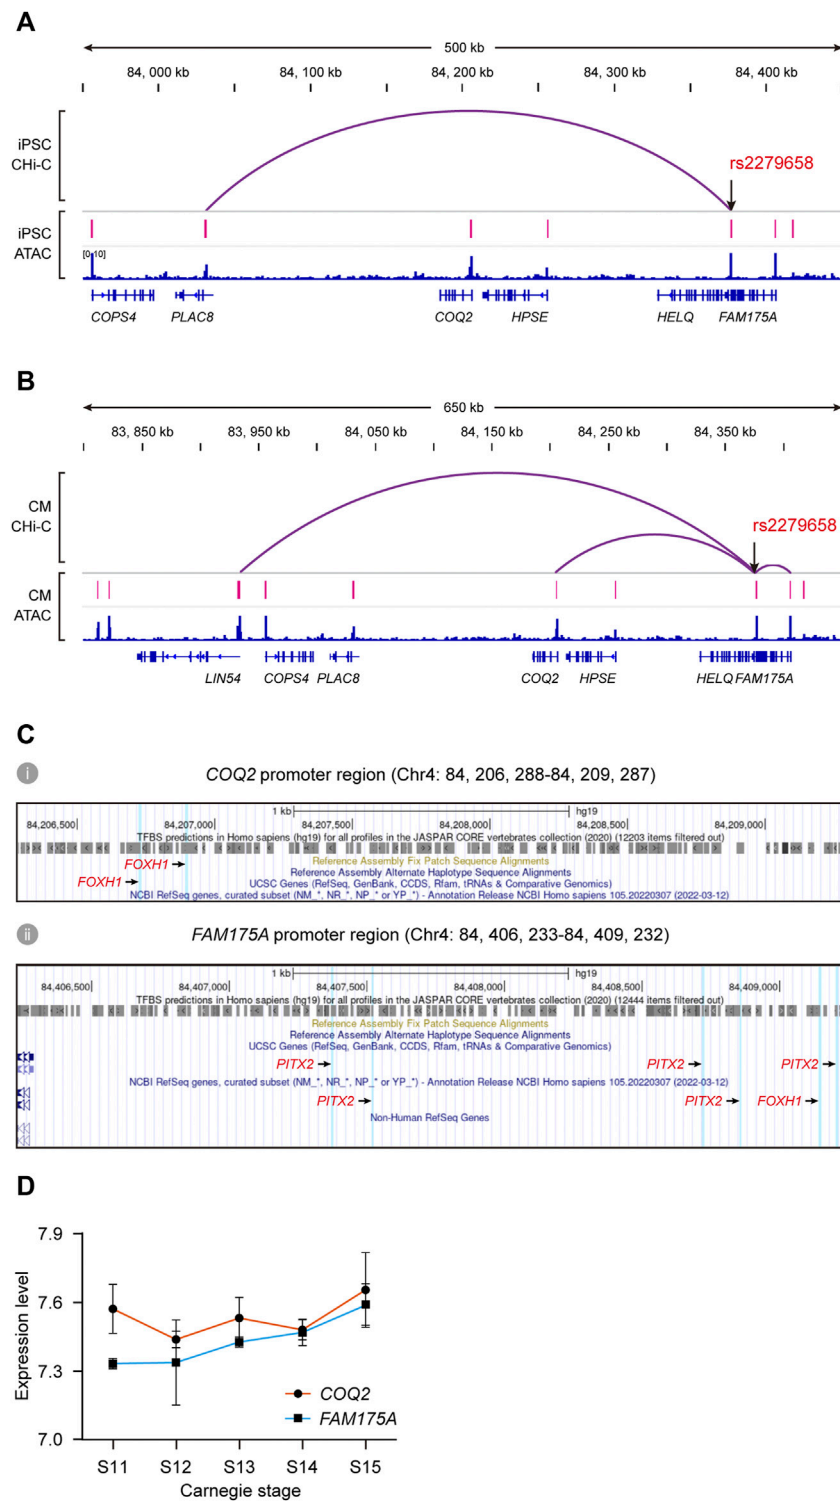 A
500 kb
84, 000 kb 84, 100 kb 84, 200 kb 84, 300 kb 84, 400 kb
iPSC
CHi-C
rs2279658
iPSC
ATAC
[0-10]
COPS4 PLAC8 COQ2 HPSE HELQ FAM175A
B
650 kb
83, 850 kb 83, 950 kb 84, 050 kb 84, 150 kb 84, 250 kb 84, 350 kb
CM
CHi-C
rs2279658
CM
ATAC
LIN54 COPS4 PLAC8 COQ2 HPSE HELQ FAM175A
C
i
COQ2 promoter region (Chr4: 84, 206, 288-84, 209, 287)
1 kb hg19
84,206,500 84,207,000 84,207,500 84,208,000 84,208,500 84,209,000
TFBS predictions in Homo sapiens (hg19) for all profiles in the JASPAR CORE vertebrates collection (2020) (12203 items filtered out)
FOXH1 Reference Assembly Fix Patch Sequence Alignments
Reference Assembly Alternate Haplotype Sequence Alignments
FOXH1 UCSC Genes (RefSeq, GenBank, CCDS, Rfam, tRNAs & Comparative Genomics)
NCBI RefSeq genes, curated subset (NM_*, NR_*, NP_* or YP_*) - Annotation Release NCBI Homo sapiens 105.20220307 (2022-03-12)
ii
FAM175A promoter region (Chr4: 84, 406, 233-84, 409, 232)
1 kb hg19
84,406,500 84,407,000 84,407,500 84,408,000 84,408,500 84,409,000
TFBS predictions in Homo sapiens (hg19) for all profiles in the JASPAR CORE vertebrates collection (2020) (12444 items filtered out)
Reference Assembly Fix Patch Sequence Alignments
Reference Assembly Alternate Haplotype Sequence Alignments
UCSC Genes (RefSeq, GenBank, CCDS, Rfam, tRNAs & Comparative Genomics)
PITX2 PITX2 PITX2
NCBI RefSeq genes, curated subset (NM_*, NR_*, NP_* or YP_*) - Annotation Release NCBI Homo sapiens 105.20220307 (2022-03-12)
PITX2 PITX2 FOXH1
Non-Human RefSeq Genes
D
7.9
7.6
7.3
7.0
Expression level
COQ2
FAM175A
S11 S12 S13 S14 S15
Carnegie stage